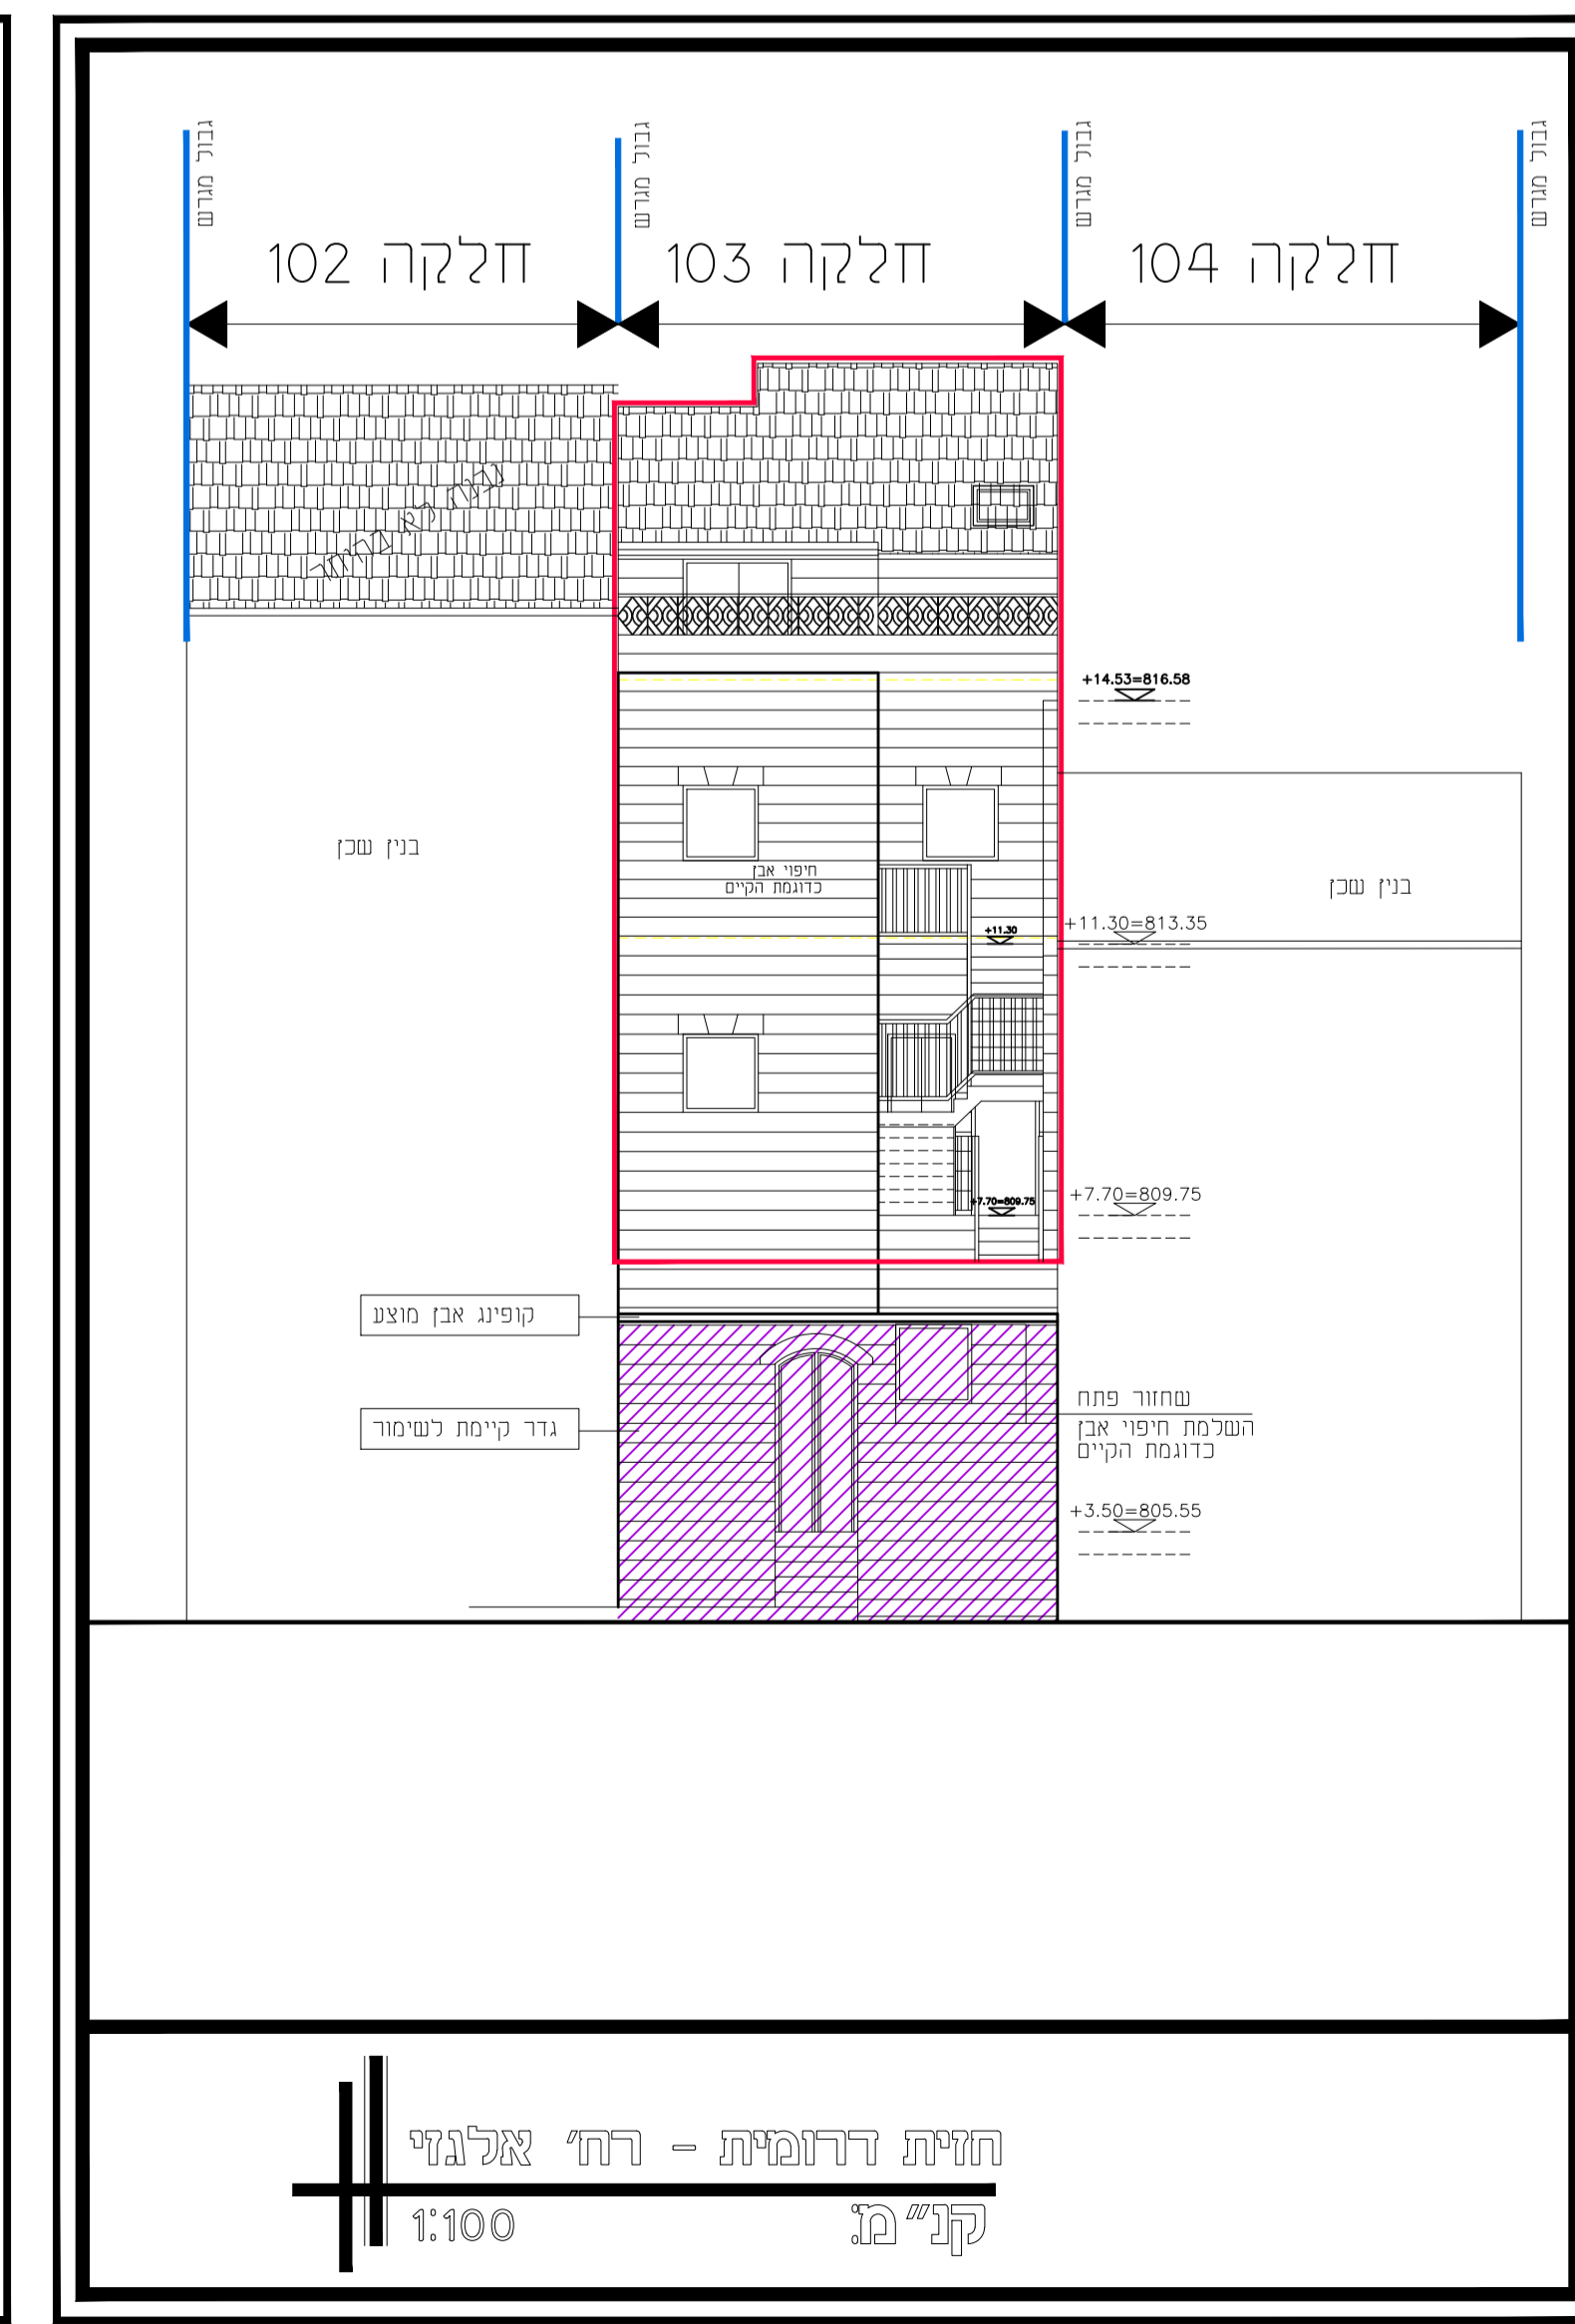 גבול מגרש
גבול מגרש
גבול מגרש
גבול מגרש
חלקה 102
חלקה 103
חלקה 104
נבנה לא בהיתר
+14.53=816.58
בנין שכן
חיפוי אבן
כדוגמת הקיים
בנין שכן
+11.30
+11.30=813.35
+7.70=809.75
+7.70=809.75
קופינג אבן מוצע
גדר קיימת לשימור
שחזור פתח
השלמת חיפוי אבן
כדוגמת הקיים
+3.50=805.55
חזית דרומית - רח' אלגזי
קנ"מ: 1:100